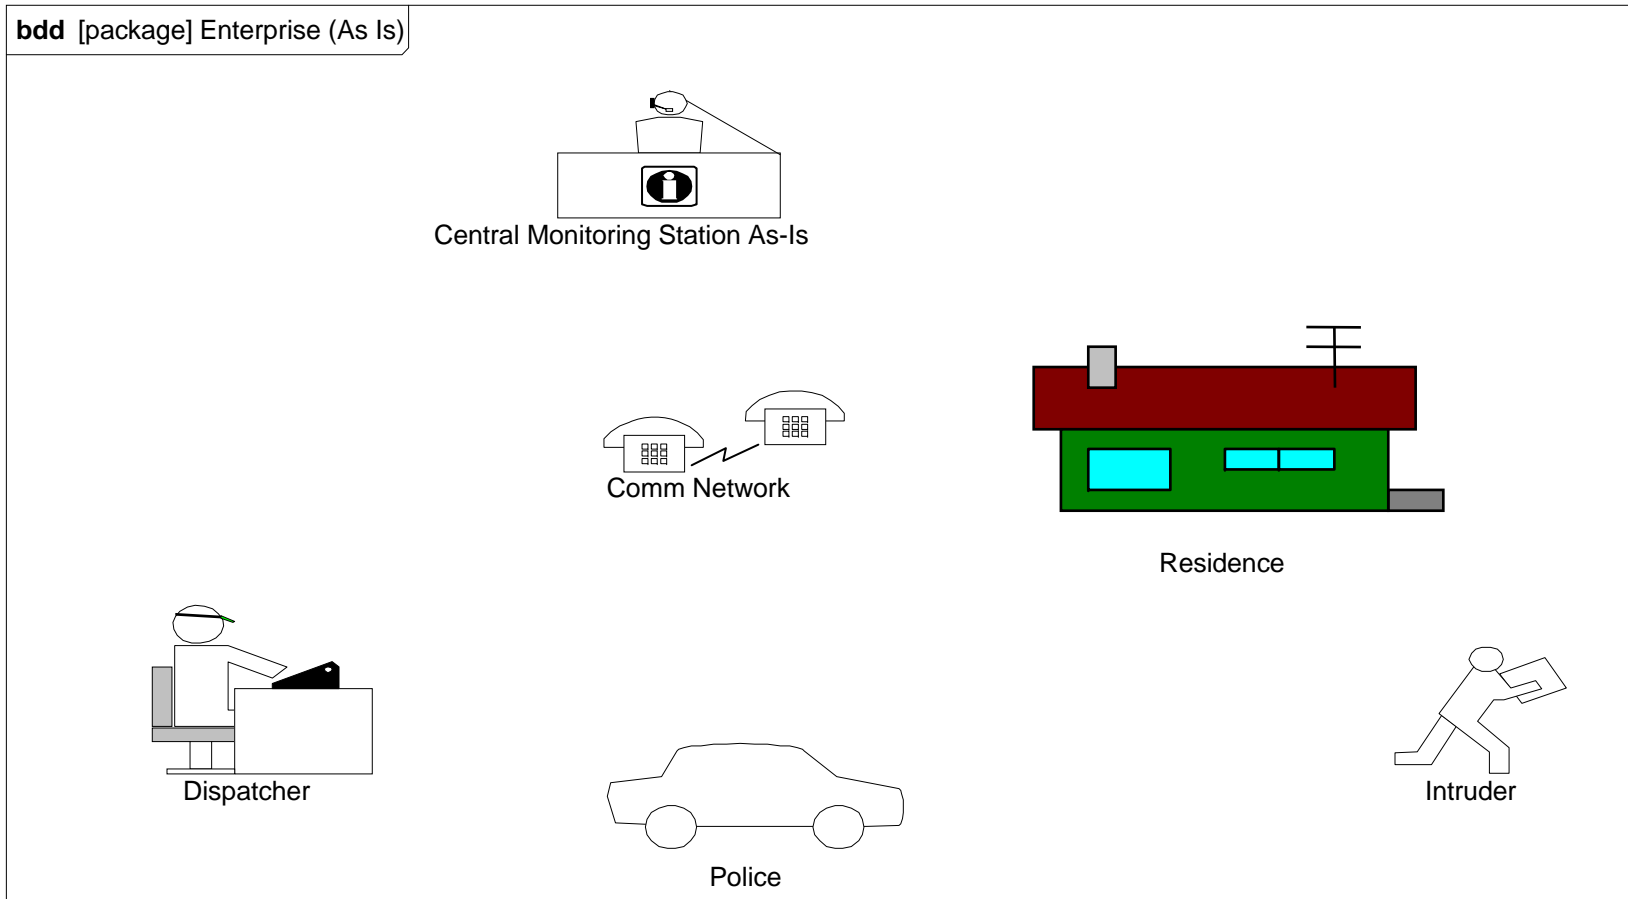 bdd [package] Enterprise (As Is)
Central Monitoring Station As-Is
Comm Network
Residence
Dispatcher
Intruder
Police